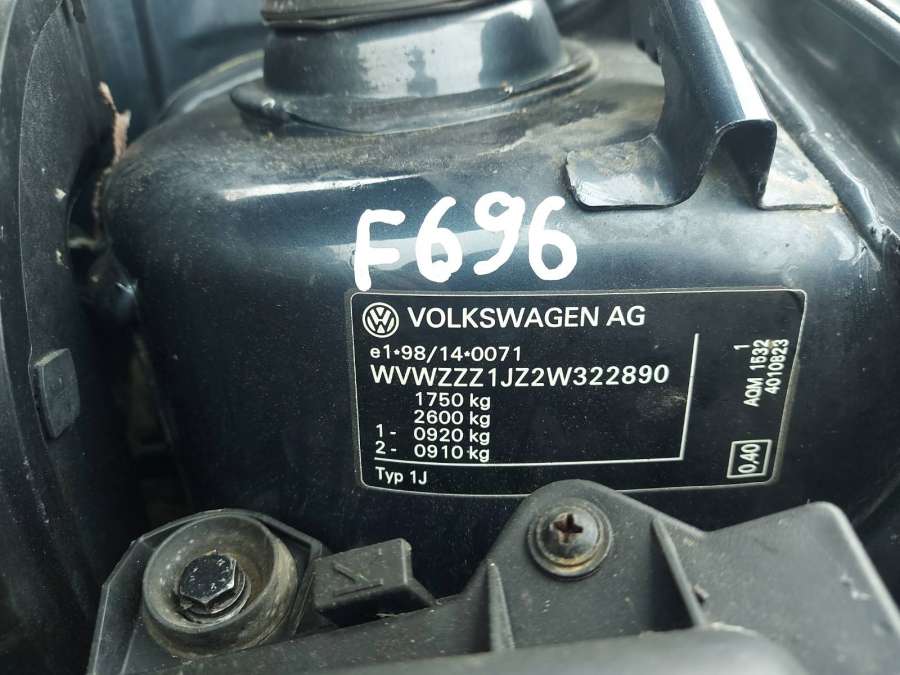 F696
VOLKSWAGEN AG
e1*98/14*0071
WVWZZZ1JZ2W322890
1750 kg
2600 kg
1- 0920 kg
2- 0910 kg
Typ 1J
1
AQM 1532
4010823
0,40